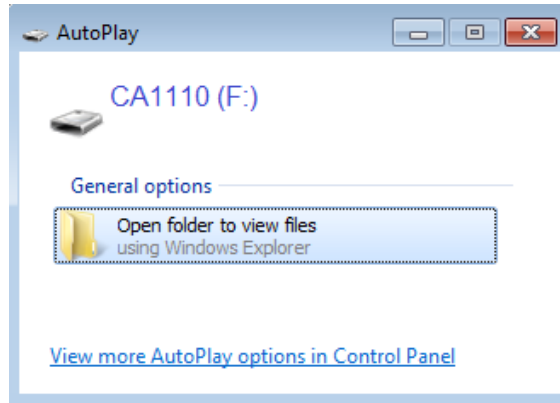 AutoPlay
CA1110 (F:)
General options
Open folder to view files
using Windows Explorer
View more AutoPlay options in Control Panel